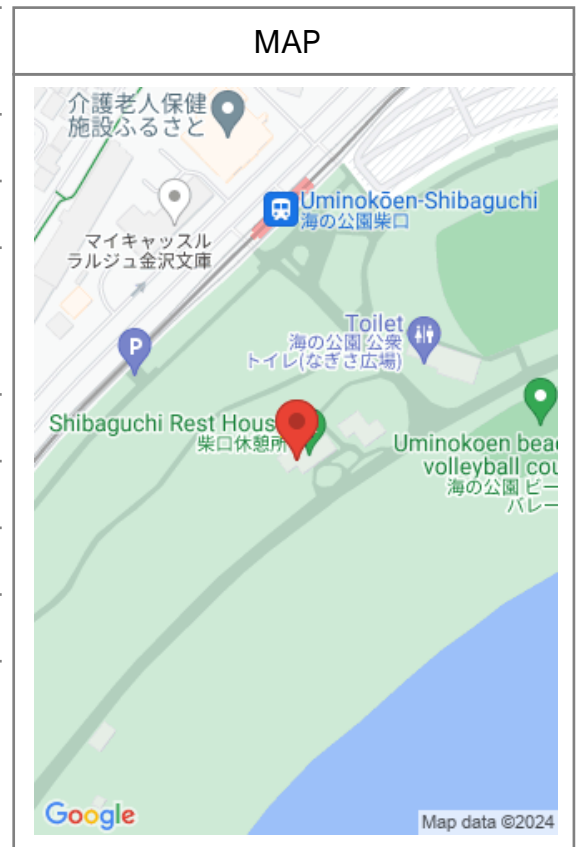 MAP
介護老人保健
施設ふるさと
Uminokōen-Shibaguchi
海の公園柴口
マイキャッスル
ラルジュ金沢文庫
Toilet
海の公園 公衆
トイレ(なぎさ広場)
P
Shibaguchi Rest Hous
柴口休憩所
Uminokoen bea
volleyball cou
海の公園 ビー
バレー
Google
Map data ©2024